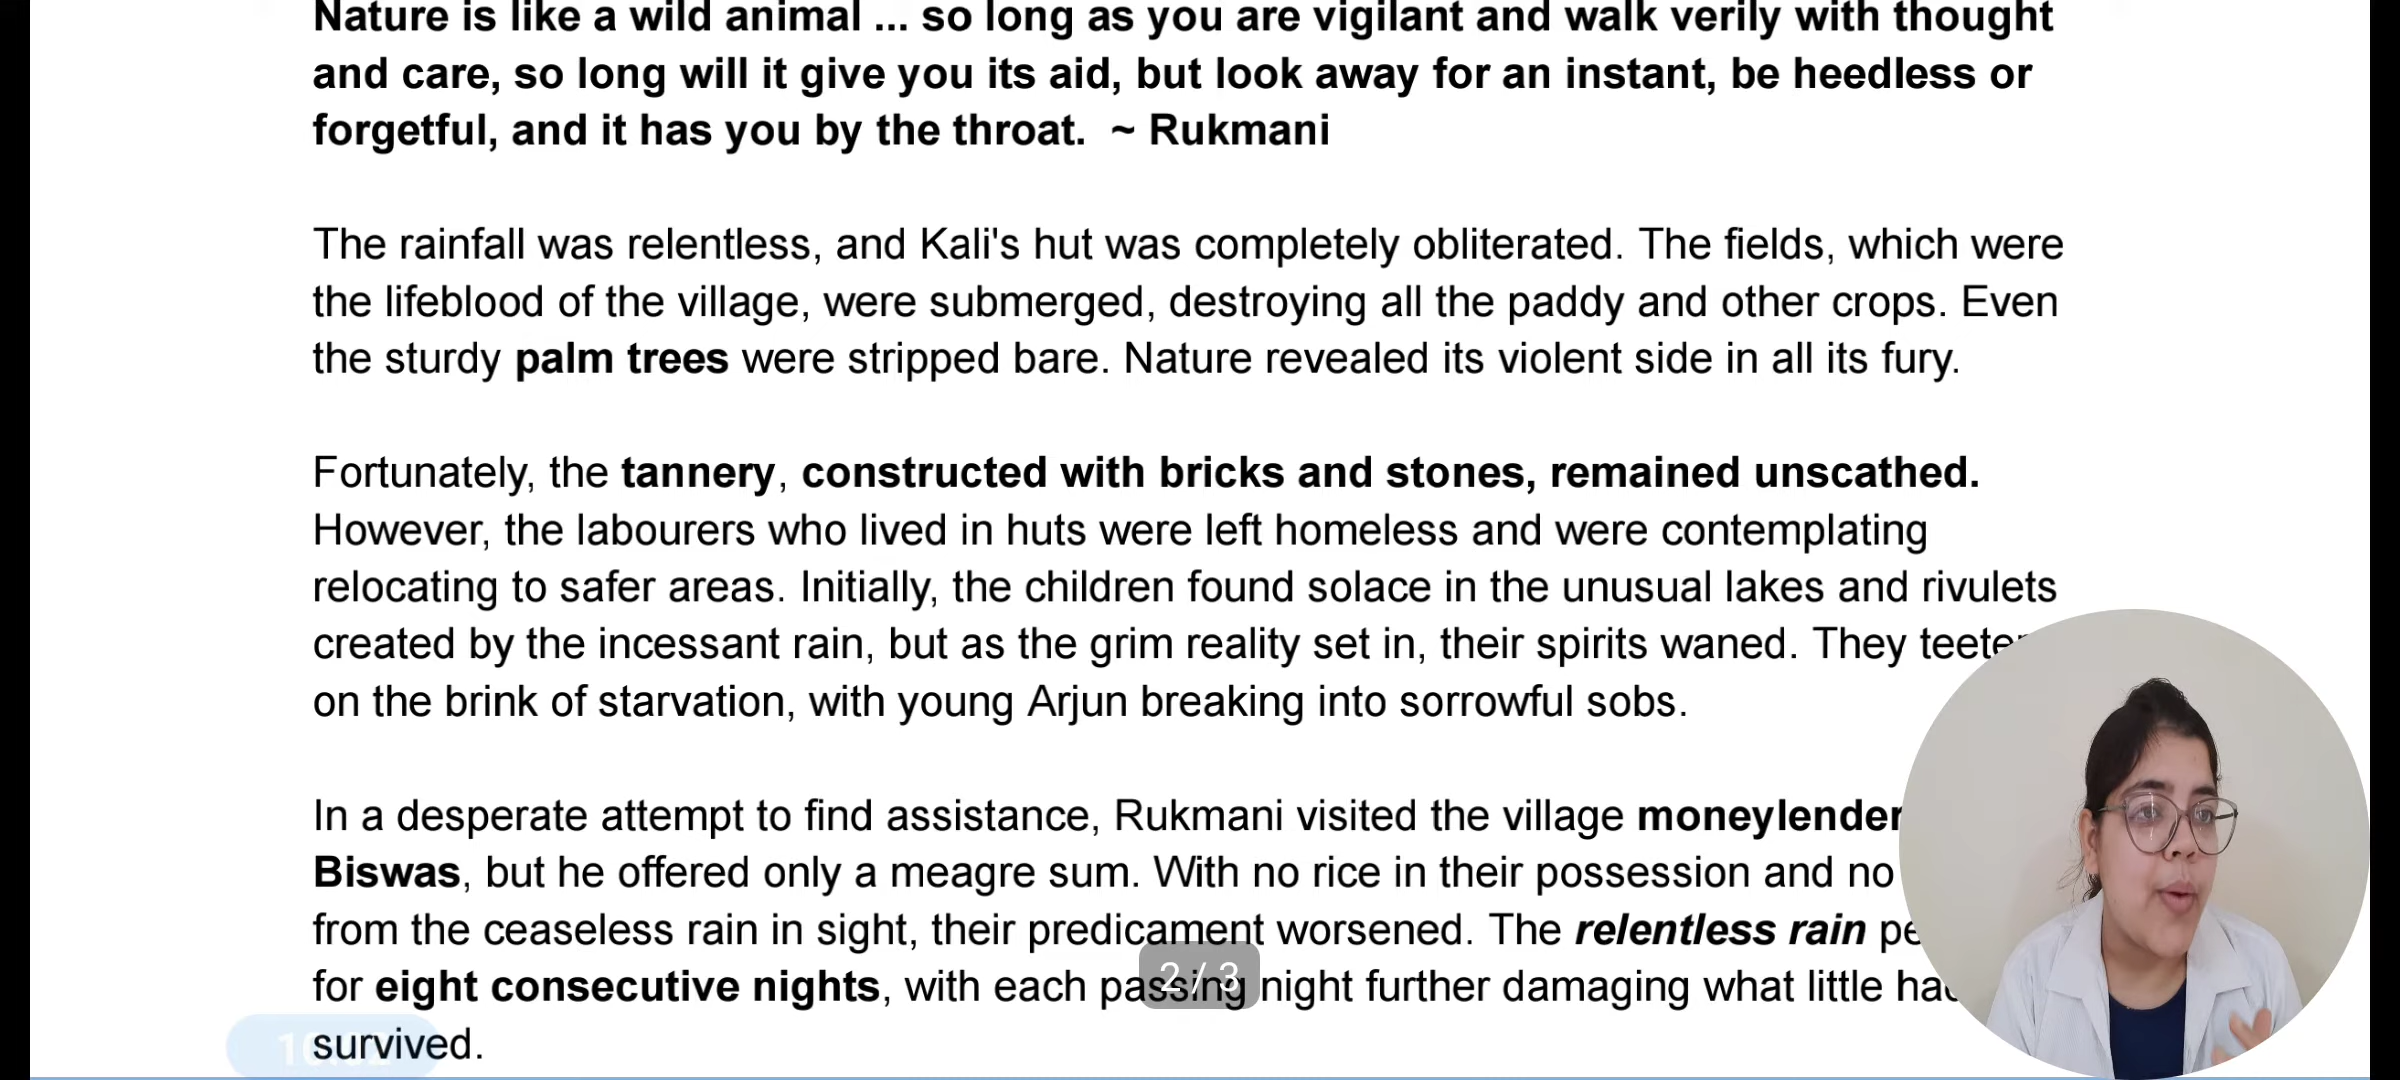 Nature is like a wild animal ... so long as you are vigilant and walk verily with thought
and care, so long will it give you its aid, but look away for an instant, be heedless or
forgetful, and it has you by the throat.  ~ Rukmani
The rainfall was relentless, and Kali's hut was completely obliterated. The fields, which were
the lifeblood of the village, were submerged, destroying all the paddy and other crops. Even
the sturdy palm trees were stripped bare. Nature revealed its violent side in all its fury.
Fortunately, the tannery, constructed with bricks and stones, remained unscathed.
However, the labourers who lived in huts were left homeless and were contemplating
relocating to safer areas. Initially, the children found solace in the unusual lakes and rivulets
created by the incessant rain, but as the grim reality set in, their spirits waned. They
on the brink of starvation, with young Arjun breaking into sorrowful sobs.
In a desperate attempt to find assistance, Rukmani visited the village moneylender
Biswas, but he offered only a meagre sum. With no rice in their possession and no
from the ceaseless rain in sight, their predicament worsened. The relentless rain
for eight consecutive nights, with each passing night further damaging what little
survived.
2 / 3